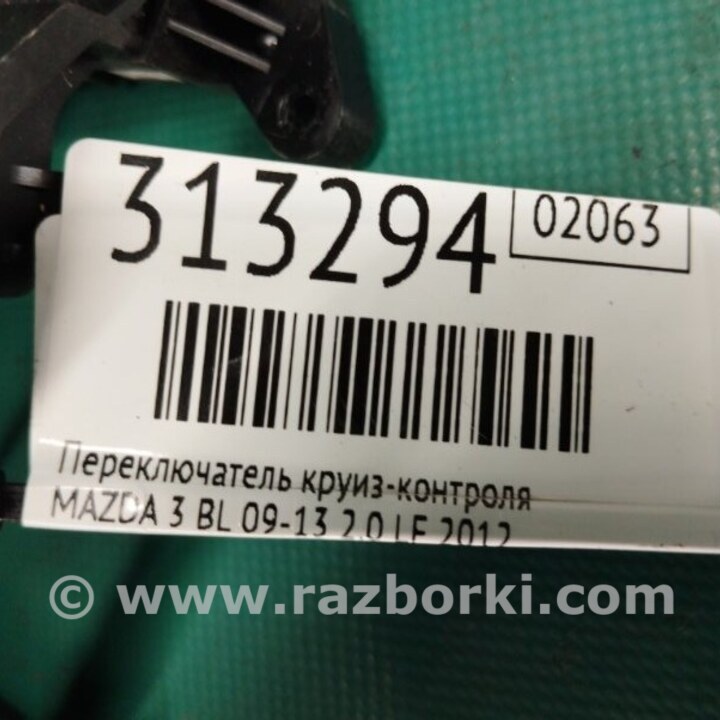 313294
02063
Переключатель круиз-контроля
MAZDA 3 BL 09-13 2.0 LF 2012
© www.razborki.com